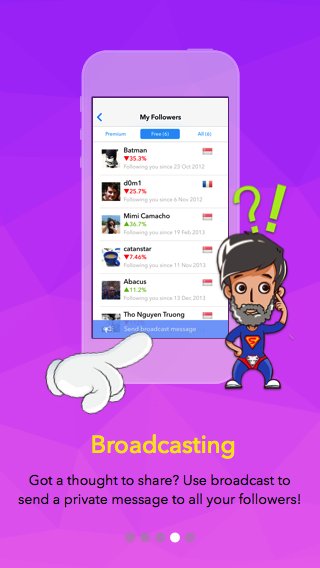 My Followers
Premium Free (6) All (6)
Batman
▼35.3%
Following you since 25 Oct 2012
d0m1
▼25.7%
Following you since 6 Nov 2012
Mimi Camacho
▲36.7%
Following you since 19 Feb 2013
catanstar
▼7.46%
Following you since 11 Nov 2013
Abacus
▲11.2%
Following you since 13 Dec 2013
Tho Nguyen Truong
Send broadcast message
?!
Broadcasting
Got a thought to share? Use broadcast to
send a private message to all your followers!